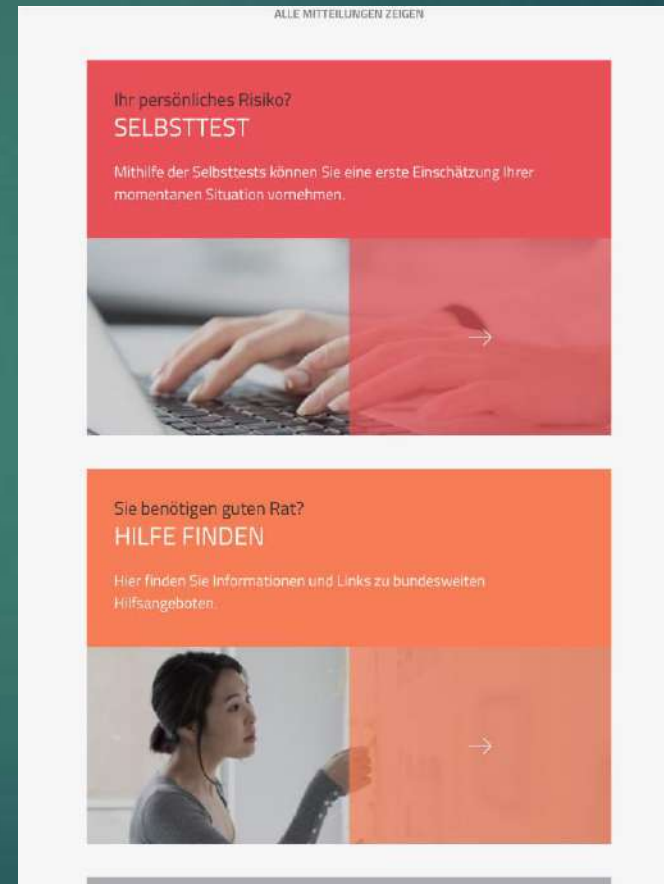 ALLE MITTEILUNGEN ZEIGEN
Ihr persönliches Risiko?
SELBSTTEST
Mithilfe der Selbsttests können Sie eine erste Einschätzung Ihrer
momentanen Situation vornehmen.
Sie benötigen guten Rat?
HILFE FINDEN
Hier finden Sie Informationen und Links zu bundesweiten
Hilfsangeboten.